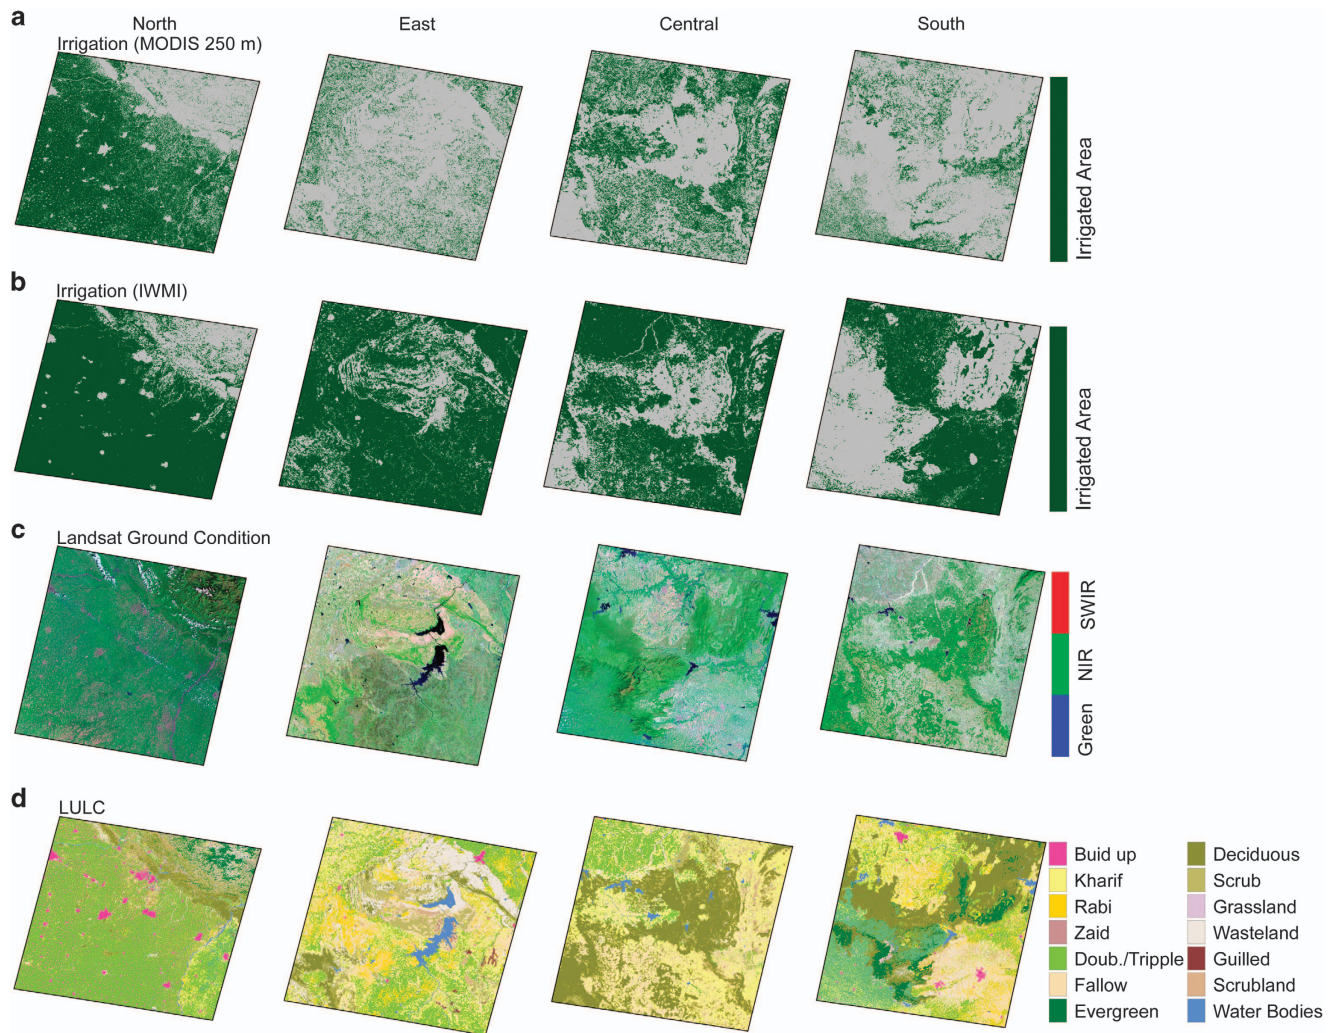 a
North
East
Central
South
Irrigation (MODIS 250 m)
Irrigated Area
b
Irrigation (IWMI)
Irrigated Area
c
Landsat Ground Condition
SWIR
NIR
Green
d
LULC
Buid up
Kharif
Rabi
Zaid
Doub./Tripple
Fallow
Evergreen
Deciduous
Scrub
Grassland
Wasteland
Guilled
Scrubland
Water Bodies